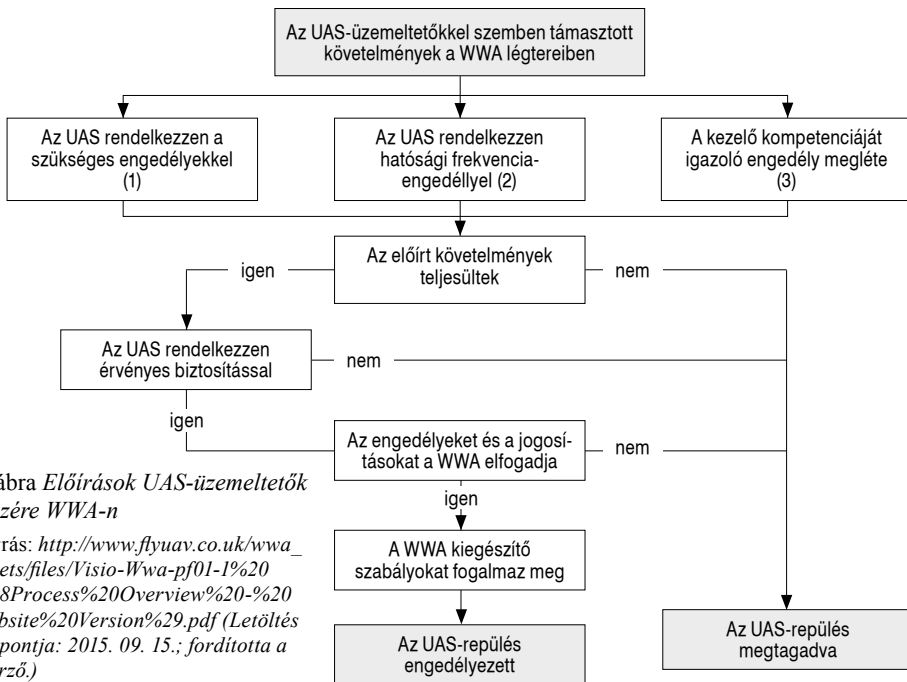 Az UAS-üzemeltetőkkel szemben támasztott
követelmények a WWA légtereiben
Az UAS rendelkezzen a
szükséges engedélyekkel
(1)
Az UAS rendelkezzen
hatósági frekvencia-
engedéllyel (2)
A kezelő kompetenciáját
igazoló engedély megléte
(3)
Az előírt követelmények
teljesültek
igen
nem
Az UAS rendelkezzen
érvényes biztosítással
nem
igen
Az engedélyeket és a jogosí-
tásokat a WWA elfogadja
nem
igen
A WWA kiegészítő
szabályokat fogalmaz meg
Az UAS-repülés
engedélyezett
Az UAS-repülés
megtagadva
ábra Előírások UAS-üzemeltetők
zére WWA-n
rás: http://www.flyuav.co.uk/wwa_
ets/files/Visio-Wwa-pf01-1%20
8Process%20Overview%20-%20
bsite%20Version%29.pdf (Letöltés
pontja: 2015. 09. 15.; fordította a
rző.)